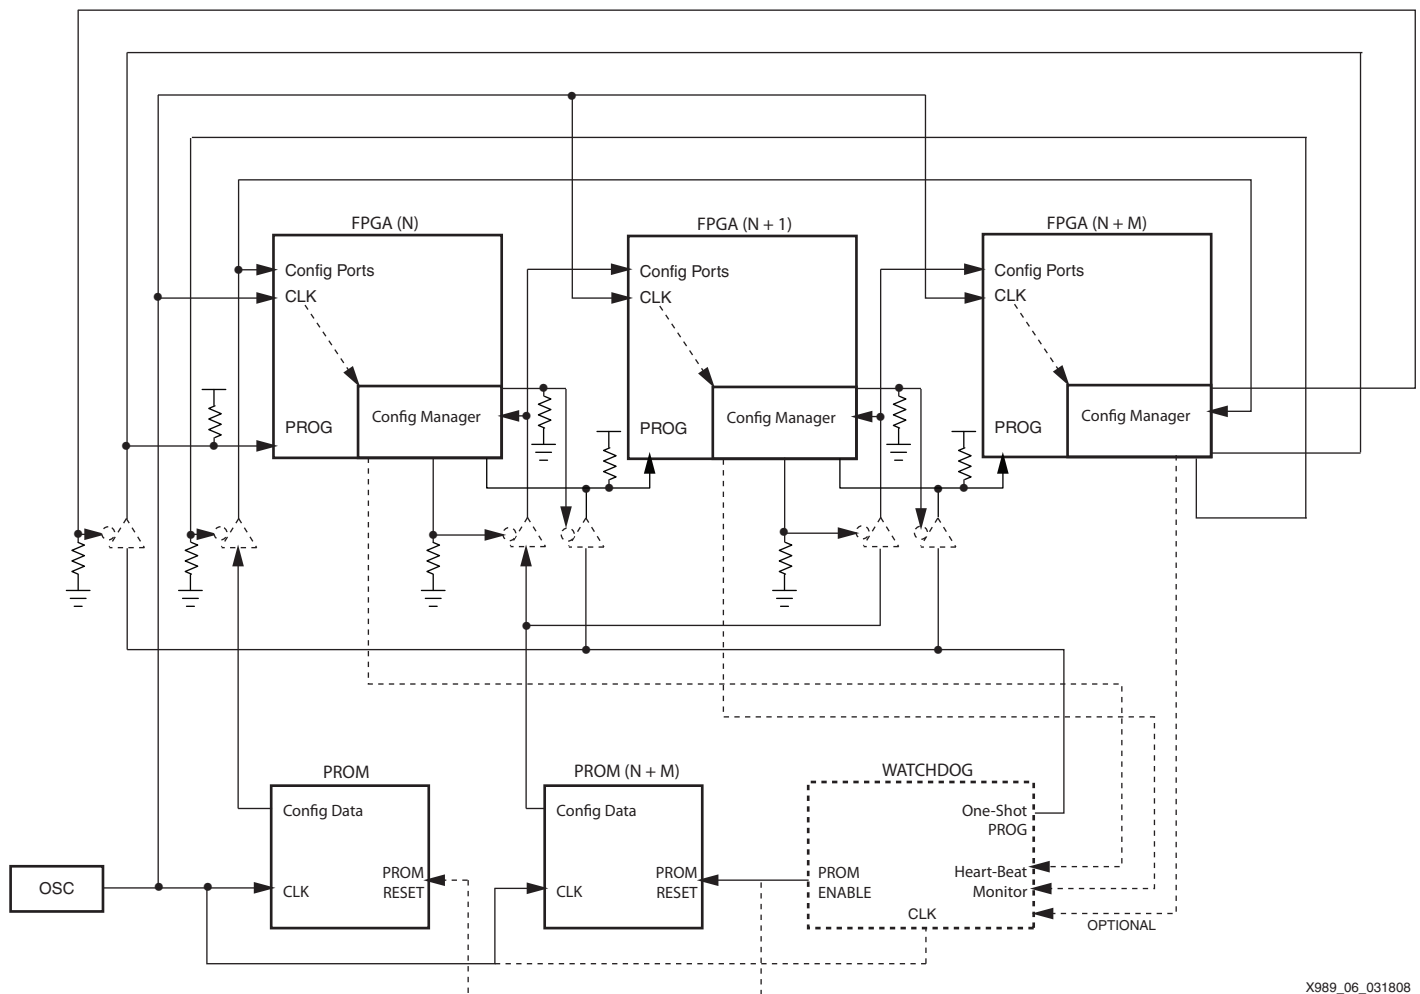 FPGA (N)
FPGA (N + 1)
FPGA (N + M)
Config Ports
CLK
Config Manager
PROG
Config Ports
CLK
Config Manager
PROG
Config Ports
CLK
Config Manager
PROG
PROM
Config Data
CLK
PROM
RESET
PROM (N + M)
Config Data
CLK
PROM
RESET
WATCHDOG
One-Shot
PROG
PROM
ENABLE
Heart-Beat
Monitor
CLK
OPTIONAL
OSC
X989_06_031808